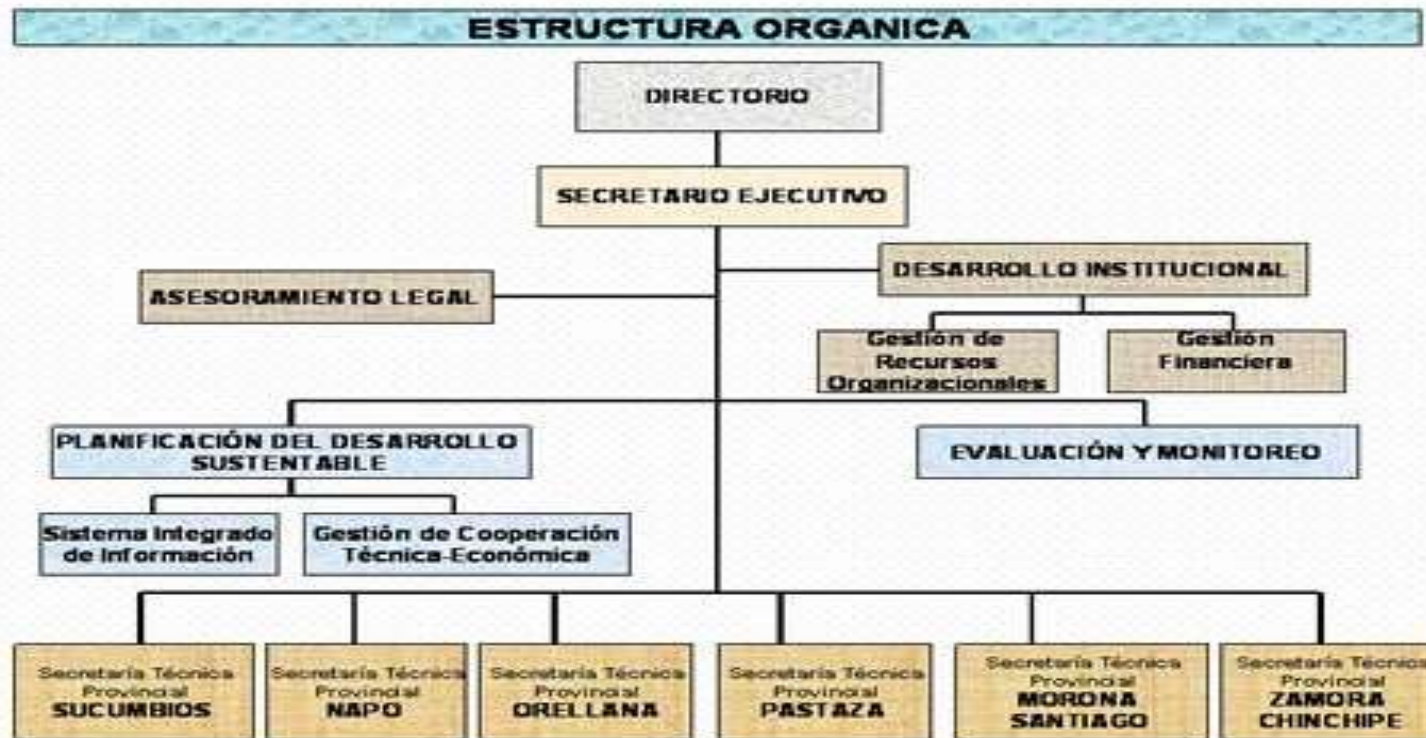 ESTRUCTURA ORGANICA
DIRECTORIO
SECRETARIO EJECUTIVO
DESARROLLO INSTITUCIONAL
ASESORAMIENTO LEGAL
Gestión de
Recursos
Organizacionales
Gestión
Financiera
PLANIFICACIÓN DEL DESARROLLO
SUSTENTABLE
EVALUACIÓN Y MONITOREO
Sistema Integrado
de Información
Gestión de Cooperación
Técnica-Económica
Secretaría Técnica
Provincial
SUCUMBIOS
Secretaría Técnica
Provincial
NAPO
Secretaría Técnica
Provincial
ORELLANA
Secretaría Técnica
Provincial
PASTAZA
Secretaría Técnica
Provincial
MORONA
SANTIAGO
Secretaría Técnica
Provincial
ZAMORA
CHINCHIPE